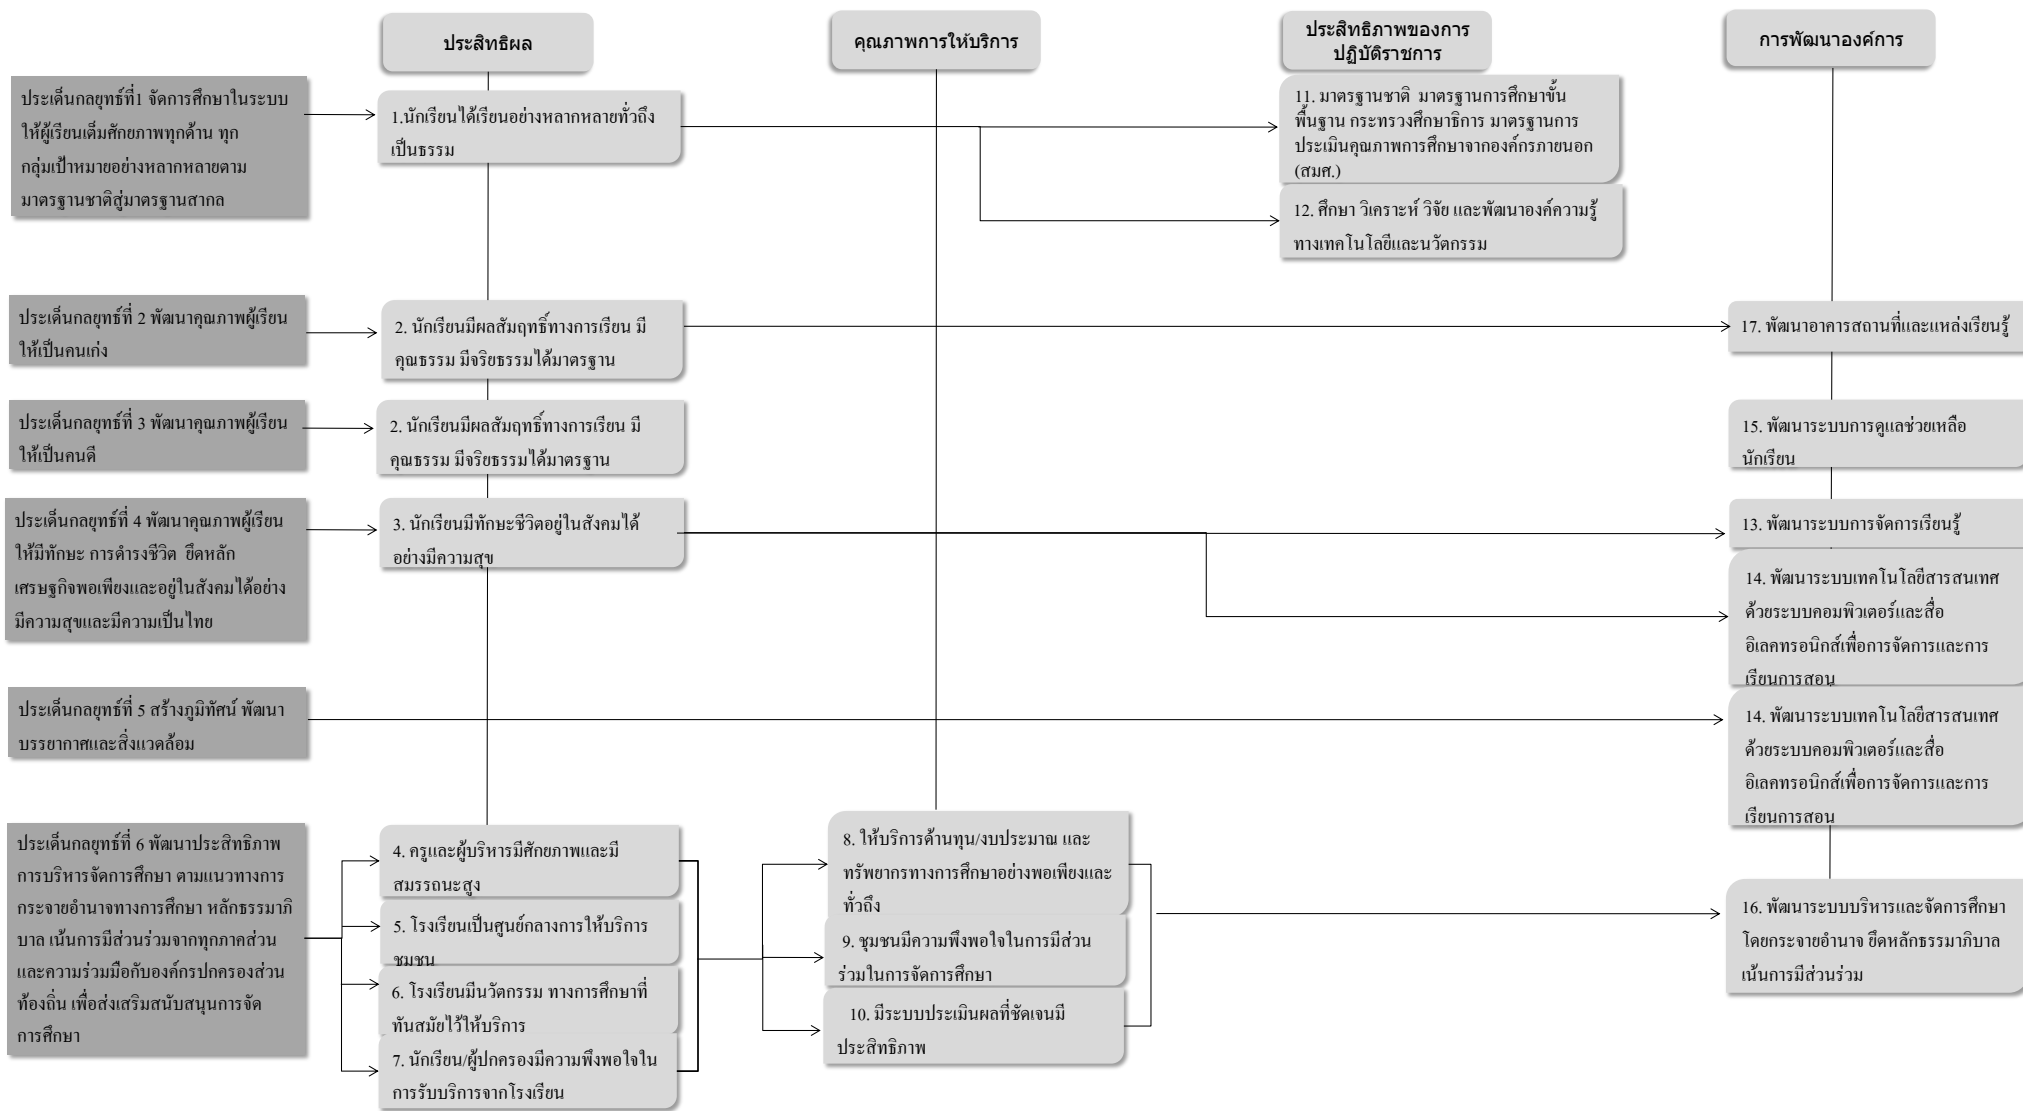 ประสิทธิผล
คุณภาพการให้บริการ
ประสิทธิภาพของการ
ปฏิบัติราชการ
การพัฒนาองค์การ
ประเด็นกลยุทธ์ที่1 จัดการศึกษาในระบบ
ให้ผู้เรียนเต็มศักยภาพทุกด้าน ทุก
กลุ่มเป้าหมายอย่างหลากหลายตาม
มาตรฐานชาติสู่มาตรฐานสากล
1.นักเรียนได้เรียนอย่างหลากหลายทั่วถึง
เป็นธรรม
11. มาตรฐานชาติ มาตรฐานการศึกษาขั้น
พื้นฐาน กระทรวงศึกษาธิการ มาตรฐานการ
ประเมินคุณภาพการศึกษาจากองค์กรภายนอก
(สมศ.)
12. ศึกษา วิเคราะห์ วิจัย และพัฒนาองค์ความรู้
ทางเทคโนโลยีและนวัตกรรม
ประเด็นกลยุทธ์ที่ 2 พัฒนาคุณภาพผู้เรียน
ให้เป็นคนเก่ง
2. นักเรียนมีผลสัมฤทธิ์ทางการเรียน มี
คุณธรรม มีจริยธรรมได้มาตรฐาน
17. พัฒนาอาคารสถานที่และแหล่งเรียนรู้
ประเด็นกลยุทธ์ที่ 3 พัฒนาคุณภาพผู้เรียน
ให้เป็นคนดี
2. นักเรียนมีผลสัมฤทธิ์ทางการเรียน มี
คุณธรรม มีจริยธรรมได้มาตรฐาน
15. พัฒนาระบบการดูแลช่วยเหลือ
นักเรียน
ประเด็นกลยุทธ์ที่ 4 พัฒนาคุณภาพผู้เรียน
ให้มีทักษะ การดำรงชีวิต ยึดหลัก
เศรษฐกิจพอเพียงและอยู่ในสังคมได้อย่าง
มีความสุขและมีความเป็นไทย
3. นักเรียนมีทักษะชีวิตอยู่ในสังคมได้
อย่างมีความสุข
13. พัฒนาระบบการจัดการเรียนรู้
14. พัฒนาระบบเทคโนโลยีสารสนเทศ
ด้วยระบบคอมพิวเตอร์และสื่อ
อิเลคทรอนิกส์เพื่อการจัดการและการ
เรียนการสอน
ประเด็นกลยุทธ์ที่ 5 สร้างภูมิทัศน์ พัฒนา
บรรยากาศและสิ่งแวดล้อม
14. พัฒนาระบบเทคโนโลยีสารสนเทศ
ด้วยระบบคอมพิวเตอร์และสื่อ
อิเลคทรอนิกส์เพื่อการจัดการและการ
เรียนการสอน
ประเด็นกลยุทธ์ที่ 6 พัฒนาประสิทธิภาพ
การบริหารจัดการศึกษา ตามแนวทางการ
กระจายอำนาจทางการศึกษา หลักธรรมาภิ
บาล เน้นการมีส่วนร่วมจากทุกภาคส่วน
และความร่วมมือกับองค์กรปกครองส่วน
ท้องถิ่น เพื่อส่งเสริมสนับสนุนการจัด
การศึกษา
4. ครูและผู้บริหารมีศักยภาพและมี
สมรรถนะสูง
5. โรงเรียนเป็นศูนย์กลางการให้บริการ
ชุมชน
6. โรงเรียนมีนวัตกรรม ทางการศึกษาที่
ทันสมัยไว้ให้บริการ
7. นักเรียน/ผู้ปกครองมีความพึงพอใจใน
การรับบริการจากโรงเรียน
8. ให้บริการด้านทุน/งบประมาณ และ
ทรัพยากรทางการศึกษาอย่างพอเพียงและ
ทั่วถึง
9. ชุมชนมีความพึงพอใจในการมีส่วน
ร่วมในการจัดการศึกษา
10. มีระบบประเมินผลที่ชัดเจนมี
ประสิทธิภาพ
16. พัฒนาระบบบริหารและจัดการศึกษา
โดยกระจายอำนาจ ยึดหลักธรรมาภิบาล
เน้นการมีส่วนร่วม